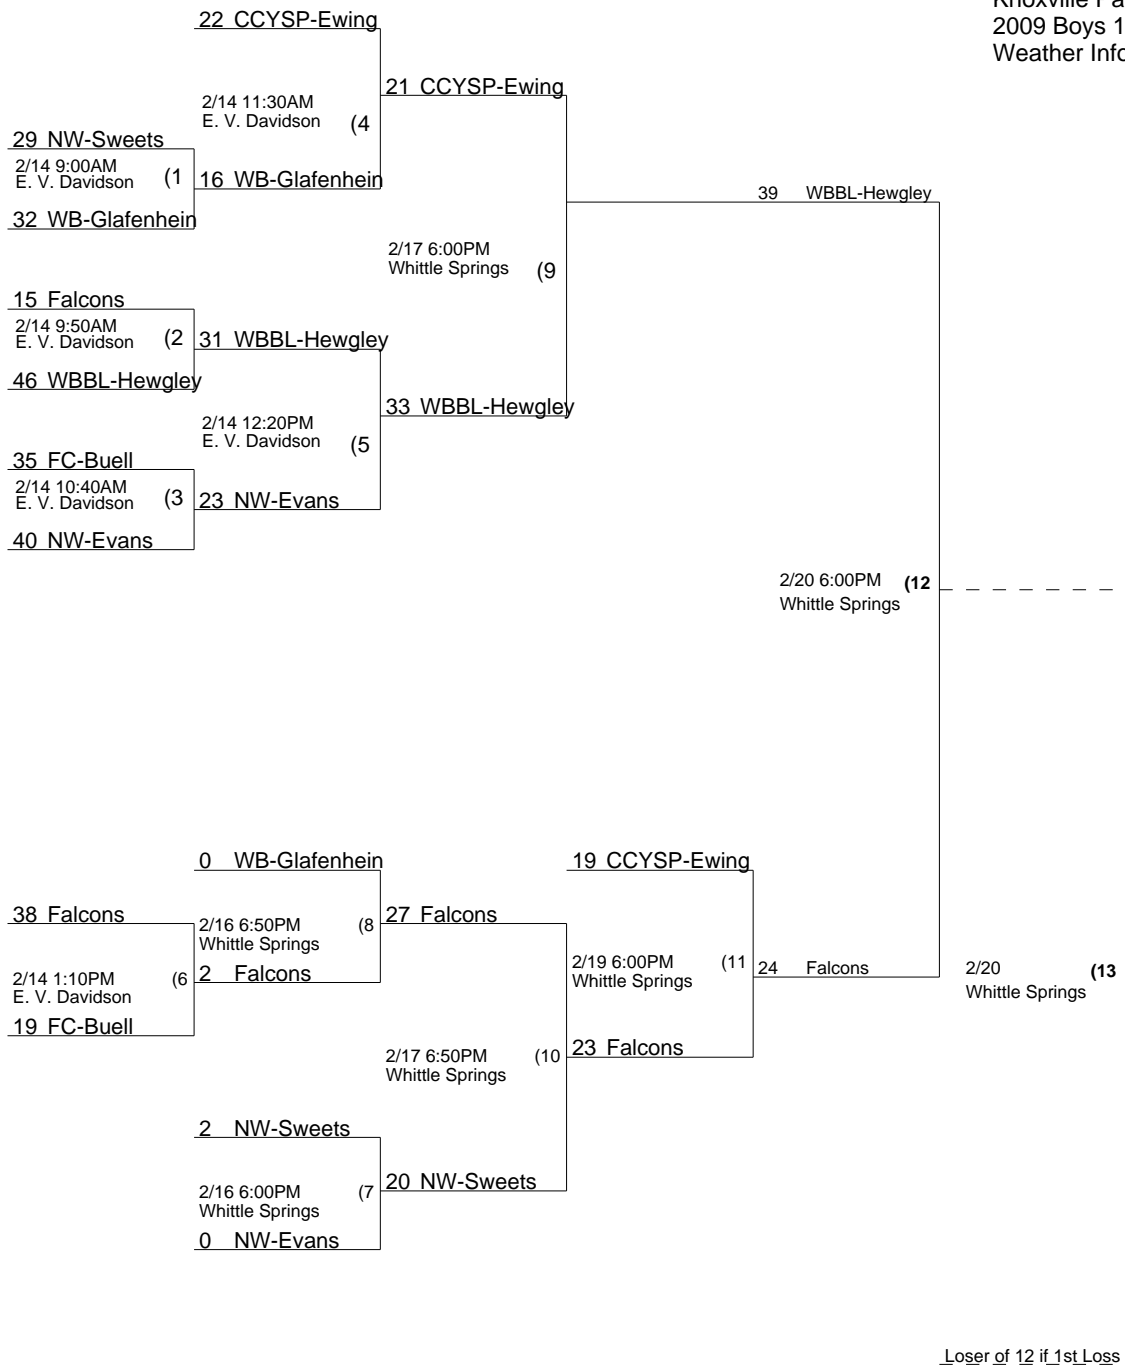 Knoxville Pa
2009 Boys 1
Weather Info
22 CCYSP-Ewing
2/14 11:30AM
E. V. Davidson (4
21 CCYSP-Ewing
29 NW-Sweets
2/14 9:00AM
E. V. Davidson (1
16 WB-Glafenhein
32 WB-Glafenhein
39 WBBL-Hewgley
2/17 6:00PM
Whittle Springs (9
15 Falcons
2/14 9:50AM
E. V. Davidson (2
31 WBBL-Hewgley
46 WBBL-Hewgley
33 WBBL-Hewgley
2/14 12:20PM
E. V. Davidson (5
35 FC-Buell
2/14 10:40AM
E. V. Davidson (3
23 NW-Evans
40 NW-Evans
2/20 6:00PM (12
Whittle Springs
0 WB-Glafenhein
19 CCYSP-Ewing
38 Falcons
2/16 6:50PM (8
Whittle Springs
27 Falcons
2/14 1:10PM (6
E. V. Davidson
2 Falcons
2/19 6:00PM (11
Whittle Springs
24 Falcons
2/20 (13
Whittle Springs
19 FC-Buell
2/17 6:50PM (10
Whittle Springs
23 Falcons
2 NW-Sweets
2/16 6:00PM (7
Whittle Springs
20 NW-Sweets
0 NW-Evans
Loser of 12 if 1st Loss